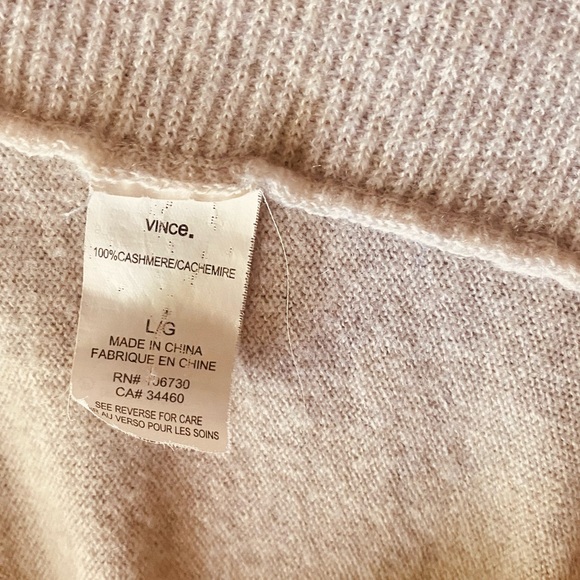 VINCe.
100%CASHMERE/CACHEMIRE
L/G
MADE IN CHINA
FABRIQUE EN CHINE
RN# 106730
CA# 34460
SEE REVERSE FOR CARE
AU VERSO POUR LES SOINS